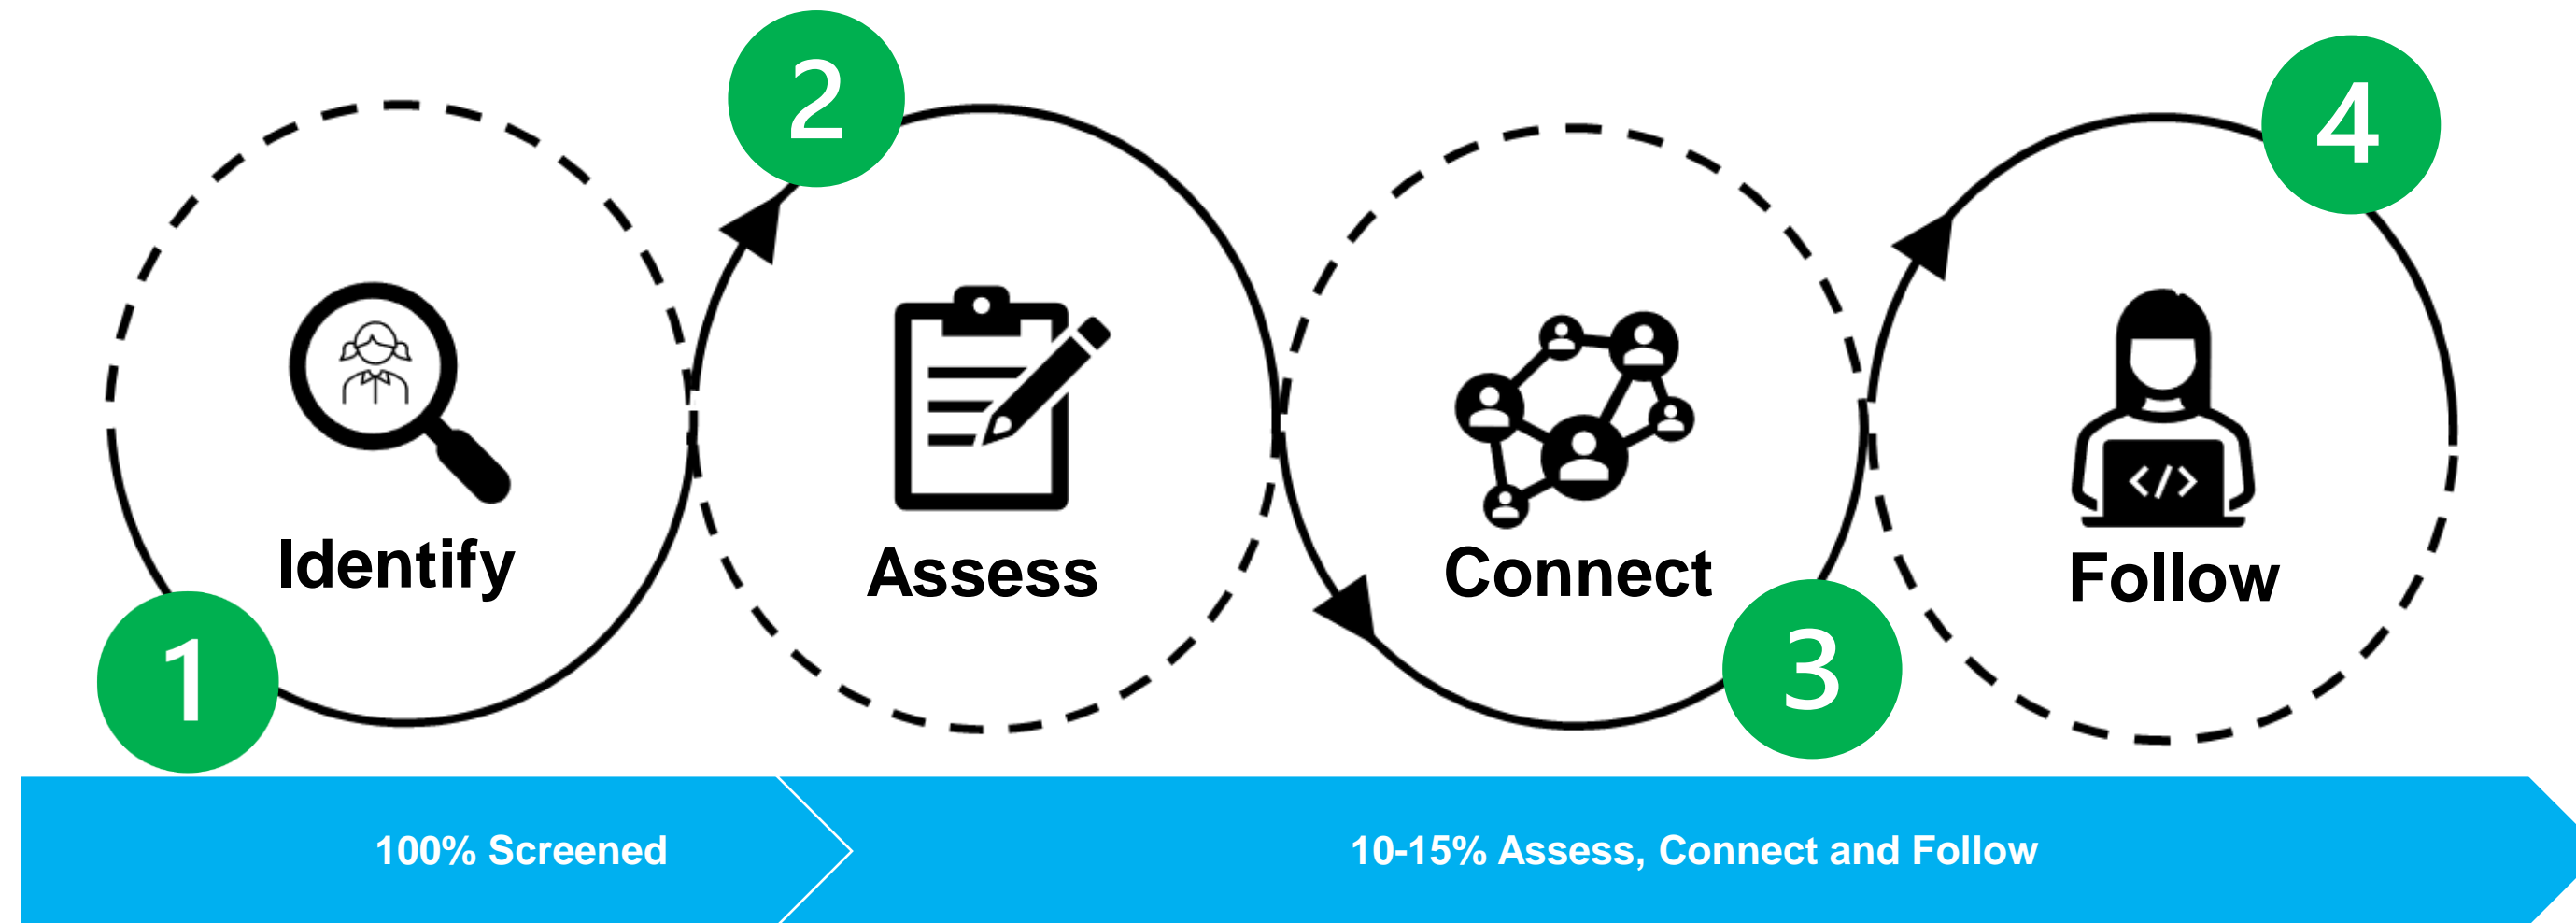 2
4
Identify
Assess
Connect
Follow
1
3
</>
100% Screened
10-15% Assess, Connect and Follow